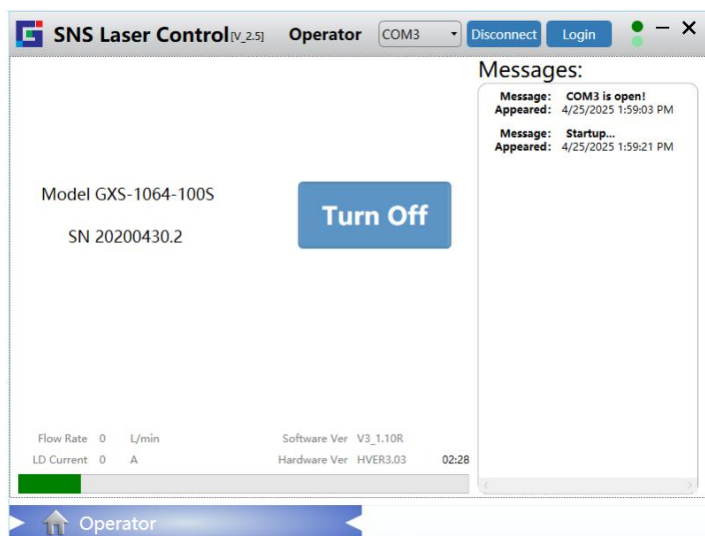 SNS Laser Control[V_2.5] Operator COM3 Disconnect Login
Messages:
Message: COM3 is open!
Appeared: 4/25/2025 1:59:03 PM
Message: Startup...
Appeared: 4/25/2025 1:59:21 PM
Model GXS-1064-100S
SN 20200430.2
Turn Off
Flow Rate 0 L/min Software Ver V3_1.10R
LD Current 0 A Hardware Ver HVER3.03 02:28
Operator